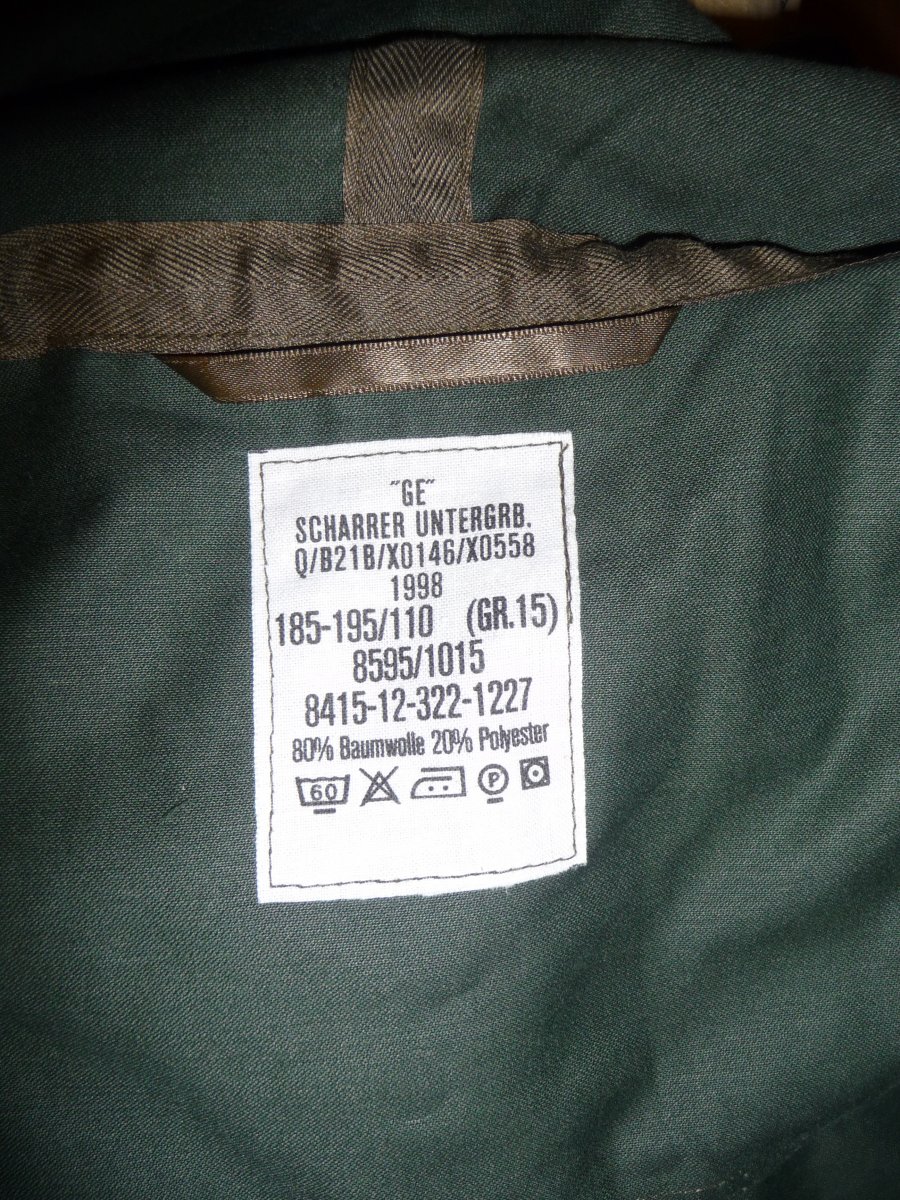 "GE"
SCHARRER UNTERGRB.
Q/B21B/X0146/X0558
1998
185-195/110 (GR.15)
8595/1015
8415-12-322-1227
80% Baumwolle 20% Polyester
60 P